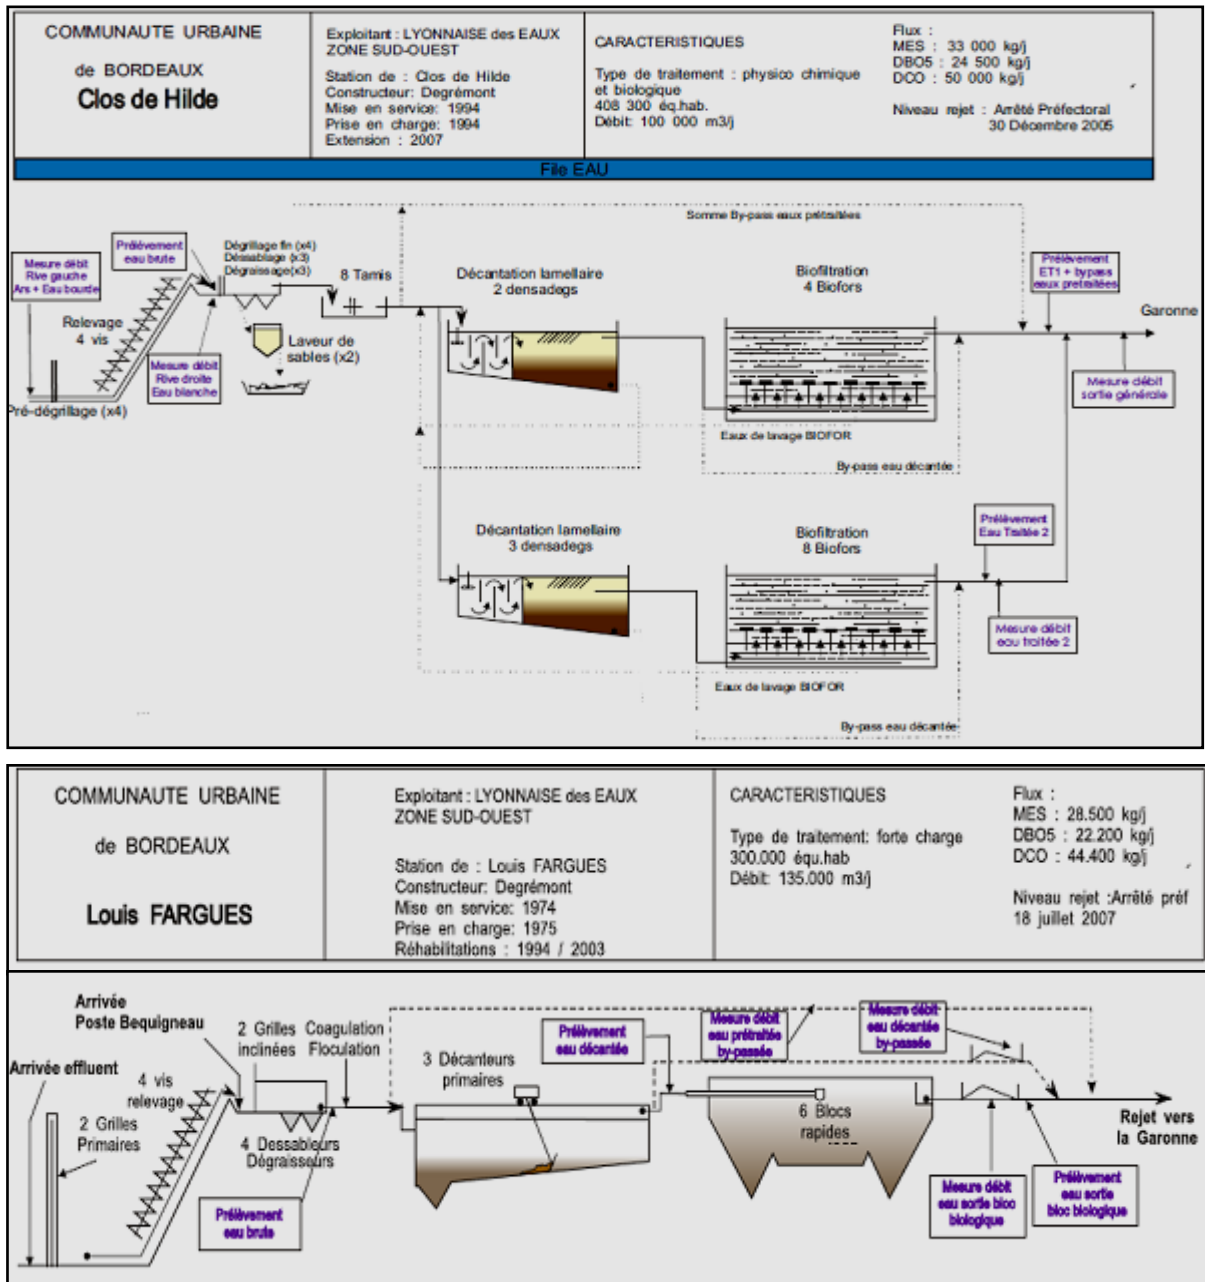 COMMUNAUTE URBAINE
de BORDEAUX
Clos de Hilde
Exploitant : LYONNAISE des EAUX
ZONE SUD-OUEST
Station de : Clos de Hilde
Constructeur: Degrémont
Mise en service: 1994
Prise en charge: 1994
Extension : 2007
CARACTERISTIQUES
Type de traitement : physico chimique
et biologique
408 300 éq.hab.
Débit: 100 000 m3/j
Flux :
MES : 33 000 kg/j
DBO5 : 24 500 kg/j
DCO : 50 000 kg/j
Niveau rejet : Arrêté Préfectoral
30 Décembre 2005
File EAU
Somme By-pass eaux prétraitées
Mesure débit
Rive gauche
Ars + Eau bourde
Prélévement
eau brute
Dégrillage fin (x4)
Déssablage (x3)
Dégraissage(x3)
8 Tamis
Décantation lamellaire
2 densadegs
Biofiltration
4 Biofors
Prélèvement
ET1 + bypass
eaux pretraitées
Garonne
Relevage
4 vis
Laveur de
sables (x2)
Mesure débit
Rive droite
Eau blanche
Pré-dégrillage (x4)
Mesure débit
sortie générale
Eaux de lavage BIOFOR
By-pass eau décantée
Décantation lamellaire
3 densadegs
Biofiltration
8 Biofors
Prélèvement
Eau Traitée 2
Mesure débit
eau traitée 2
Eaux de lavage BIOFOR
By-pass eau décantée
COMMUNAUTE URBAINE
de BORDEAUX
Louis FARGUES
Exploitant : LYONNAISE des EAUX
ZONE SUD-OUEST
Station de : Louis FARGUES
Constructeur: Degrémont
Mise en service: 1974
Prise en charge: 1975
Réhabilitations : 1994 / 2003
CARACTERISTIQUES
Type de traitement: forte charge
300.000 équ.hab
Débit: 135.000 m3/j
Flux :
MES : 28.500 kg/j
DBO5 : 22.200 kg/j
DCO : 44.400 kg/j
Niveau rejet :Arrêté préf
18 juillet 2007
Arrivée
Poste Bequigneau
Arrivée effluent
2 Grilles
Primaires
4 vis
relevage
2 Grilles
inclinées
Coagulation
Floculation
4 Dessableurs
Dégraisseurs
Prélèvement
eau brute
3 Décanteurs
primaires
Prélèvement
eau décantée
Mesure débit
eau prétraitée
by-passée
Mesure débit
eau décantée
by-passée
6 Blocs
rapides
Rejet vers
la Garonne
Mesure débit
eau sortie bloc
biologique
Prélèvement
eau sortie
bloc biologique